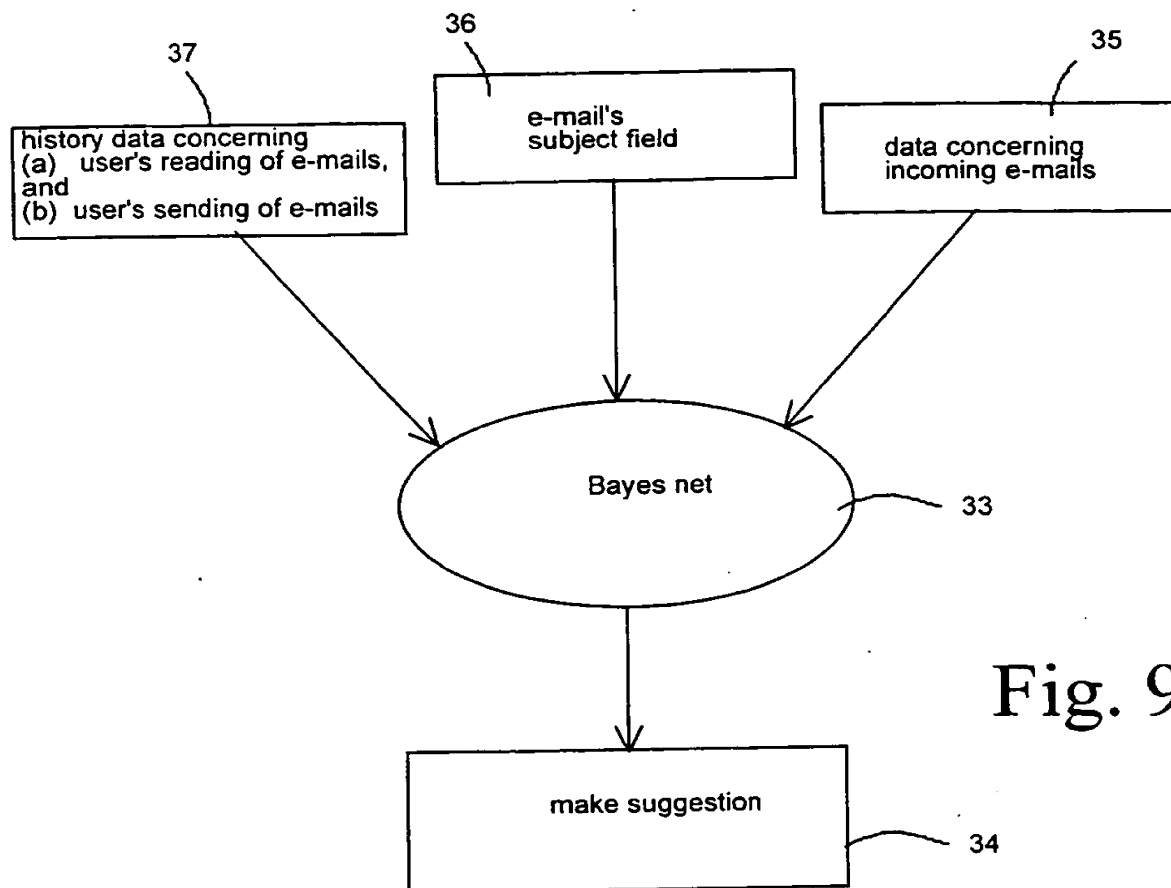 37
36
35
history data concerning
(a) user's reading of e-mails,
and
(b) user's sending of e-mails
e-mail's
subject field
data concerning
incoming e-mails
Bayes net
33
make suggestion
34
Fig. 9